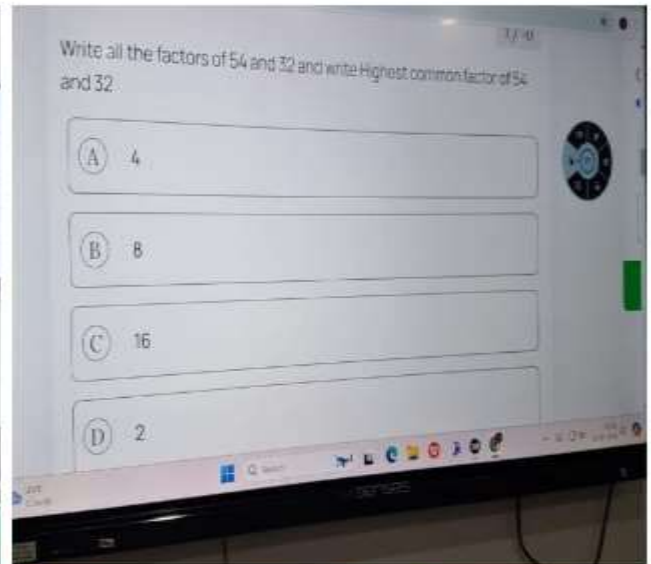 Write all the factors of 54 and 32 and write Highest common factor of 54
and 32
A 4
B 8
C 16
D 2
Search